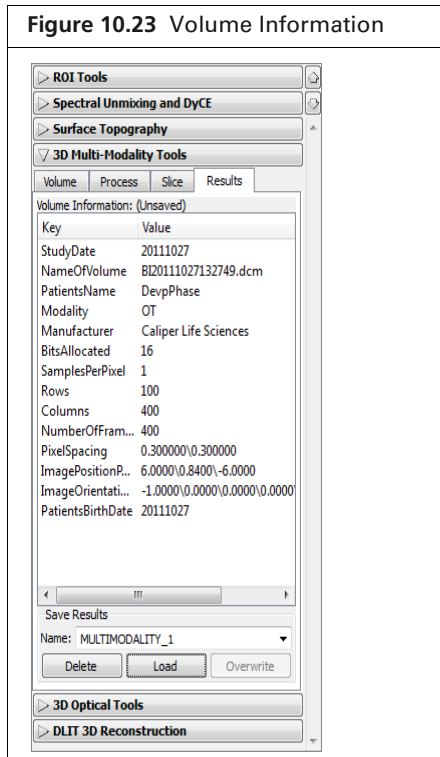 Figure 10.23 Volume Information
ROI Tools
Spectral Unmixing and DyCE
Surface Topography
3D Multi-Modality Tools
Volume Process Slice Results
Volume Information: (Unsaved)
Key Value
StudyDate 20111027
NameOfVolume BI20111027132749.dcm
PatientsName DevpPhase
Modality OT
Manufacturer Caliper Life Sciences
BitsAllocated 16
SamplesPerPixel 1
Rows 100
Columns 400
NumberOfFram... 400
PixelSpacing 0.300000\0.300000
ImagePositionP... 6.0000\0.8400\-6.0000
ImageOrientati... -1.0000\0.0000\0.0000\0.0000\
PatientsBirthDate 20111027
Save Results
Name: MULTIMODALITY_1
Delete Load Overwrite
3D Optical Tools
DLIT 3D Reconstruction